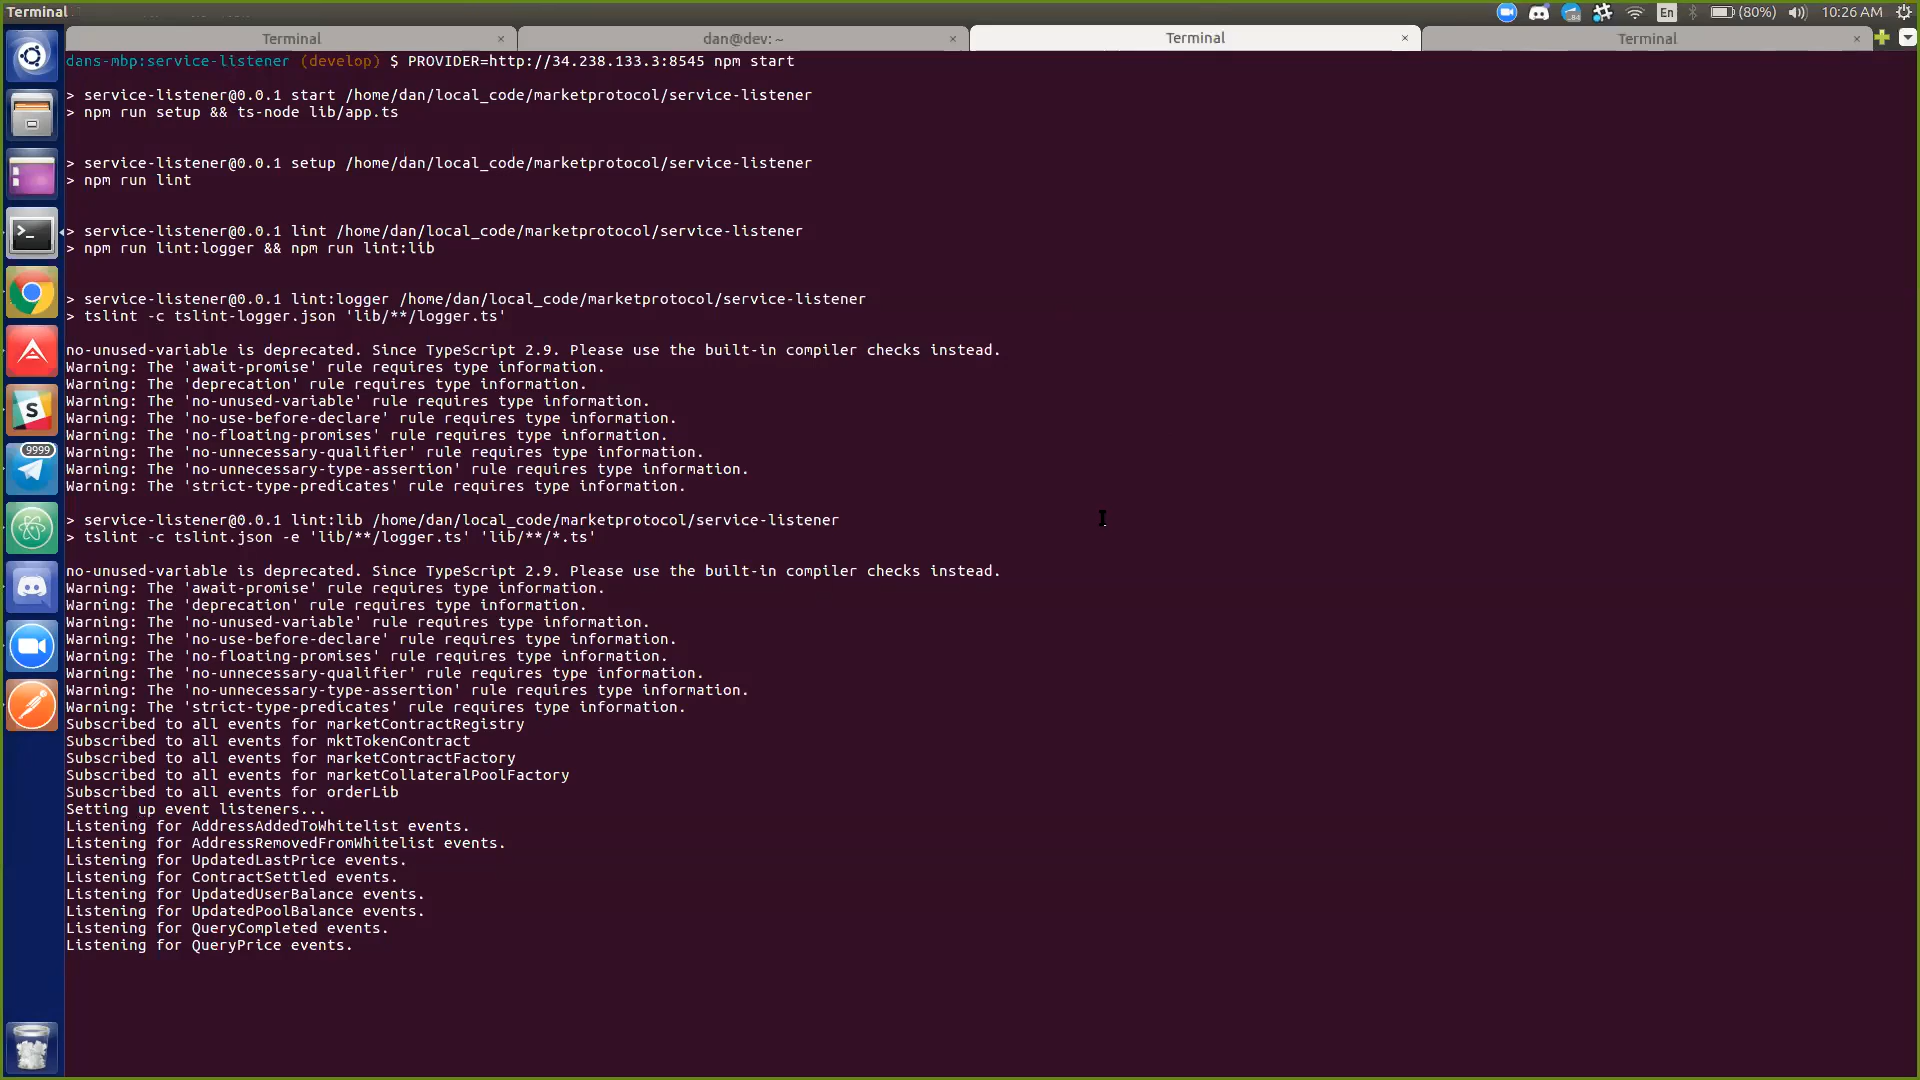 Terminal
En
(80%)
10:26 AM
Terminal
dan@dev: ~
Terminal
Terminal
dans-mbp:service-listener (develop) $ PROVIDER=http://34.238.133.3:8545 npm start
> service-listener@0.0.1 start /home/dan/local_code/marketprotocol/service-listener
> npm run setup && ts-node lib/app.ts
> service-listener@0.0.1 setup /home/dan/local_code/marketprotocol/service-listener
> npm run lint
> service-listener@0.0.1 lint /home/dan/local_code/marketprotocol/service-listener
> npm run lint:logger && npm run lint:lib
> service-listener@0.0.1 lint:logger /home/dan/local_code/marketprotocol/service-listener
> tslint -c tslint-logger.json 'lib/**/logger.ts'
no-unused-variable is deprecated. Since TypeScript 2.9. Please use the built-in compiler checks instead.
Warning: The 'await-promise' rule requires type information.
Warning: The 'deprecation' rule requires type information.
Warning: The 'no-unused-variable' rule requires type information.
Warning: The 'no-use-before-declare' rule requires type information.
Warning: The 'no-floating-promises' rule requires type information.
Warning: The 'no-unnecessary-qualifier' rule requires type information.
Warning: The 'no-unnecessary-type-assertion' rule requires type information.
Warning: The 'strict-type-predicates' rule requires type information.
> service-listener@0.0.1 lint:lib /home/dan/local_code/marketprotocol/service-listener
> tslint -c tslint.json -e 'lib/**/logger.ts' 'lib/**/*.ts'
no-unused-variable is deprecated. Since TypeScript 2.9. Please use the built-in compiler checks instead.
Warning: The 'await-promise' rule requires type information.
Warning: The 'deprecation' rule requires type information.
Warning: The 'no-unused-variable' rule requires type information.
Warning: The 'no-use-before-declare' rule requires type information.
Warning: The 'no-floating-promises' rule requires type information.
Warning: The 'no-unnecessary-qualifier' rule requires type information.
Warning: The 'no-unnecessary-type-assertion' rule requires type information.
Warning: The 'strict-type-predicates' rule requires type information.
Subscribed to all events for marketContractRegistry
Subscribed to all events for mktTokenContract
Subscribed to all events for marketContractFactory
Subscribed to all events for marketCollateralPoolFactory
Subscribed to all events for orderLib
Setting up event listeners...
Listening for AddressAddedToWhitelist events.
Listening for AddressRemovedFromWhitelist events.
Listening for UpdatedLastPrice events.
Listening for ContractSettled events.
Listening for UpdatedUserBalance events.
Listening for UpdatedPoolBalance events.
Listening for QueryCompleted events.
Listening for QueryPrice events.
S
9999